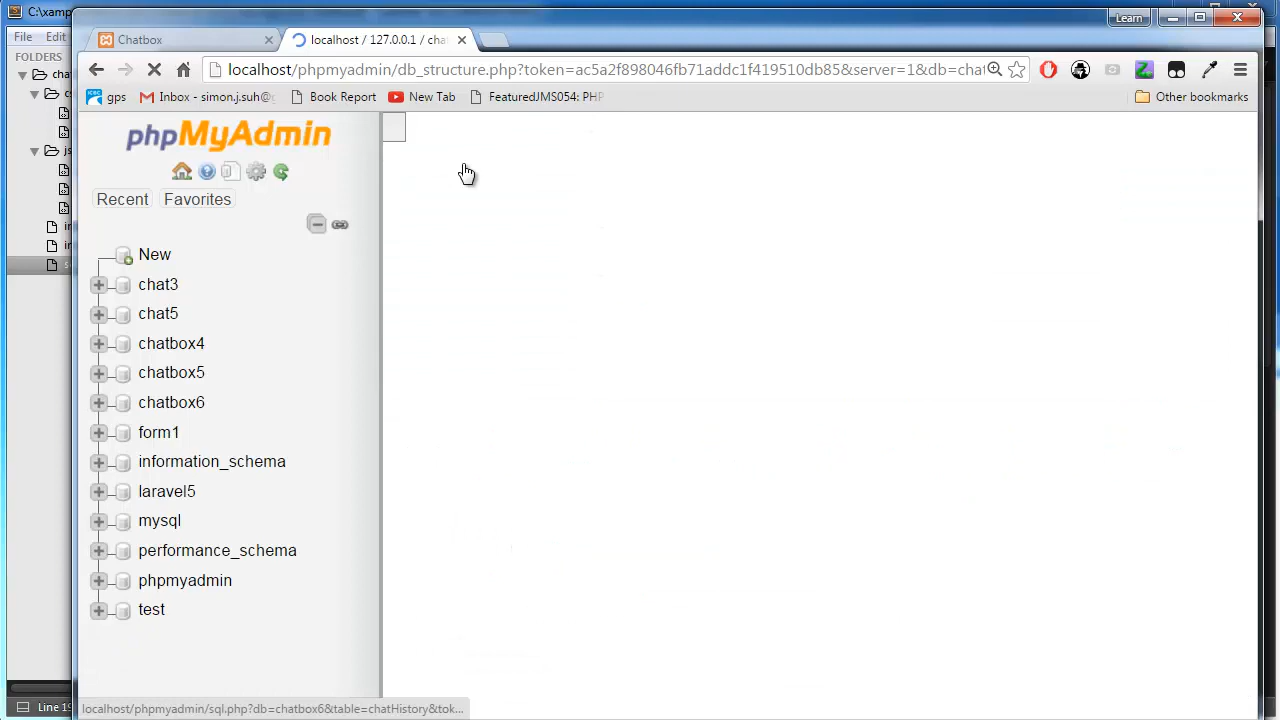 C:\xamp
Learn
File Edit
FOLDERS
Chatbox
localhost / 127.0.0.1 / cha
localhost/phpmyadmin/db_structure.php?token=ac5a2f898046fb71addc1f419510db85&server=1&db=chat
gps
Inbox - simon.j.suh@
Book Report
New Tab
FeaturedJMS054: PHP
Other bookmarks
phpMyAdmin
Recent
Favorites
New
chat3
chat5
chatbox4
chatbox5
chatbox6
form1
information_schema
laravel5
mysql
performance_schema
phpmyadmin
test
localhost/phpmyadmin/sql.php?db=chatbox6&table=chatHistory&tok...
Line 19